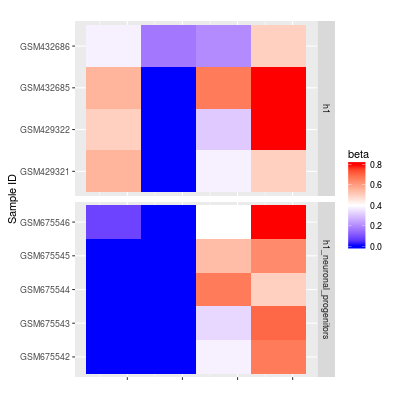 GSM432686
GSM432685
GSM429322
GSM429321
h1
GSM675546
GSM675545
GSM675544
GSM675543
GSM675542
h1_neuronal_progenitors
Sample ID
beta
0.8
0.6
0.4
0.2
0.0